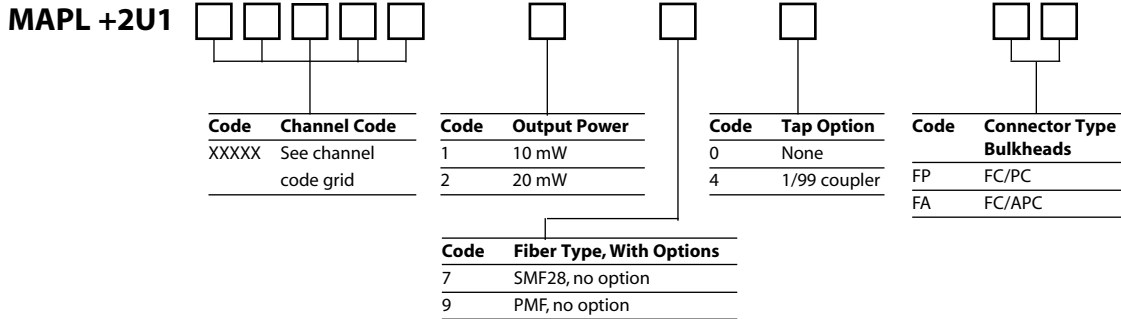 MAPL +2U1
Code Channel Code
XXXXX See channel
code grid
Code Output Power
1 10 mW
2 20 mW
Code Fiber Type, With Options
7 SMF28, no option
9 PMF, no option
Code Tap Option
0 None
4 1/99 coupler
Code Connector Type
Bulkheads
FP FC/PC
FA FC/APC